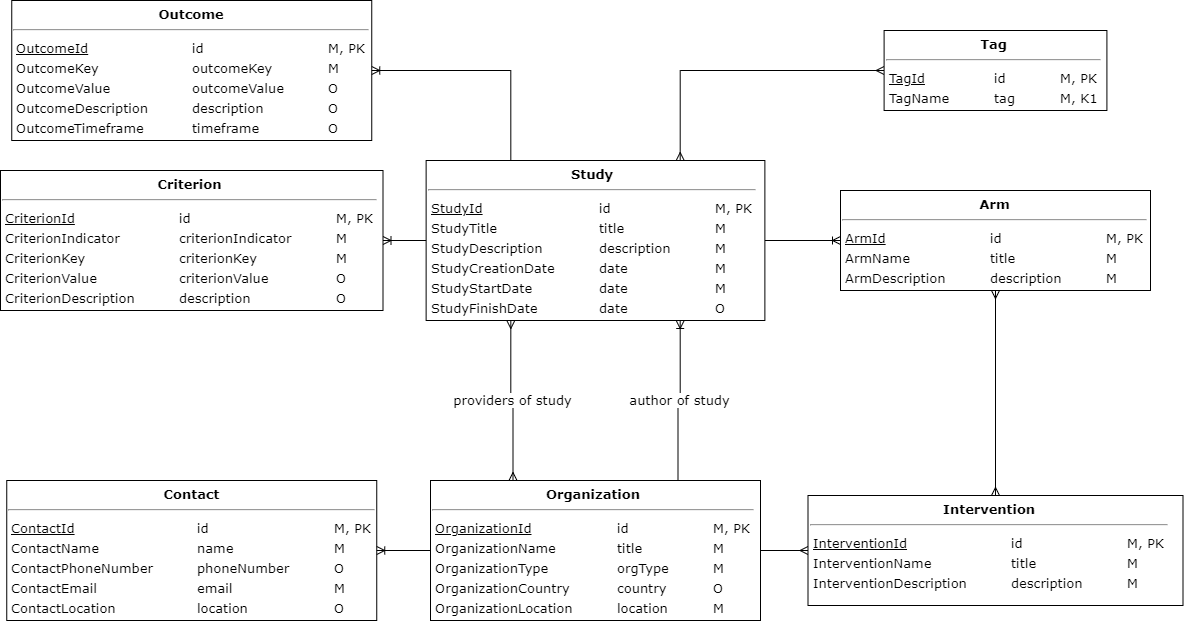 Outcome
OutcomeId id M, PK
OutcomeKey outcomeKey M
OutcomeValue outcomeValue O
OutcomeDescription description O
OutcomeTimeframe timeframe O
Tag
TagId id M, PK
TagName tag M, K1
Criterion
CriterionId id M, PK
CriterionIndicator criterionIndicator M
CriterionKey criterionKey M
CriterionValue criterionValue O
CriterionDescription description O
Study
StudyId id M, PK
StudyTitle title M
StudyDescription description M
StudyCreationDate date M
StudyStartDate date M
StudyFinishDate date O
Arm
ArmId id M, PK
ArmName title M
ArmDescription description M
providers of study
author of study
Contact
ContactId id M, PK
ContactName name M
ContactPhoneNumber phoneNumber O
ContactEmail email M
ContactLocation location O
Organization
OrganizationId id M, PK
OrganizationName title M
OrganizationType orgType M
OrganizationCountry country O
OrganizationLocation location M
Intervention
InterventionId id M, PK
InterventionName title M
InterventionDescription description M